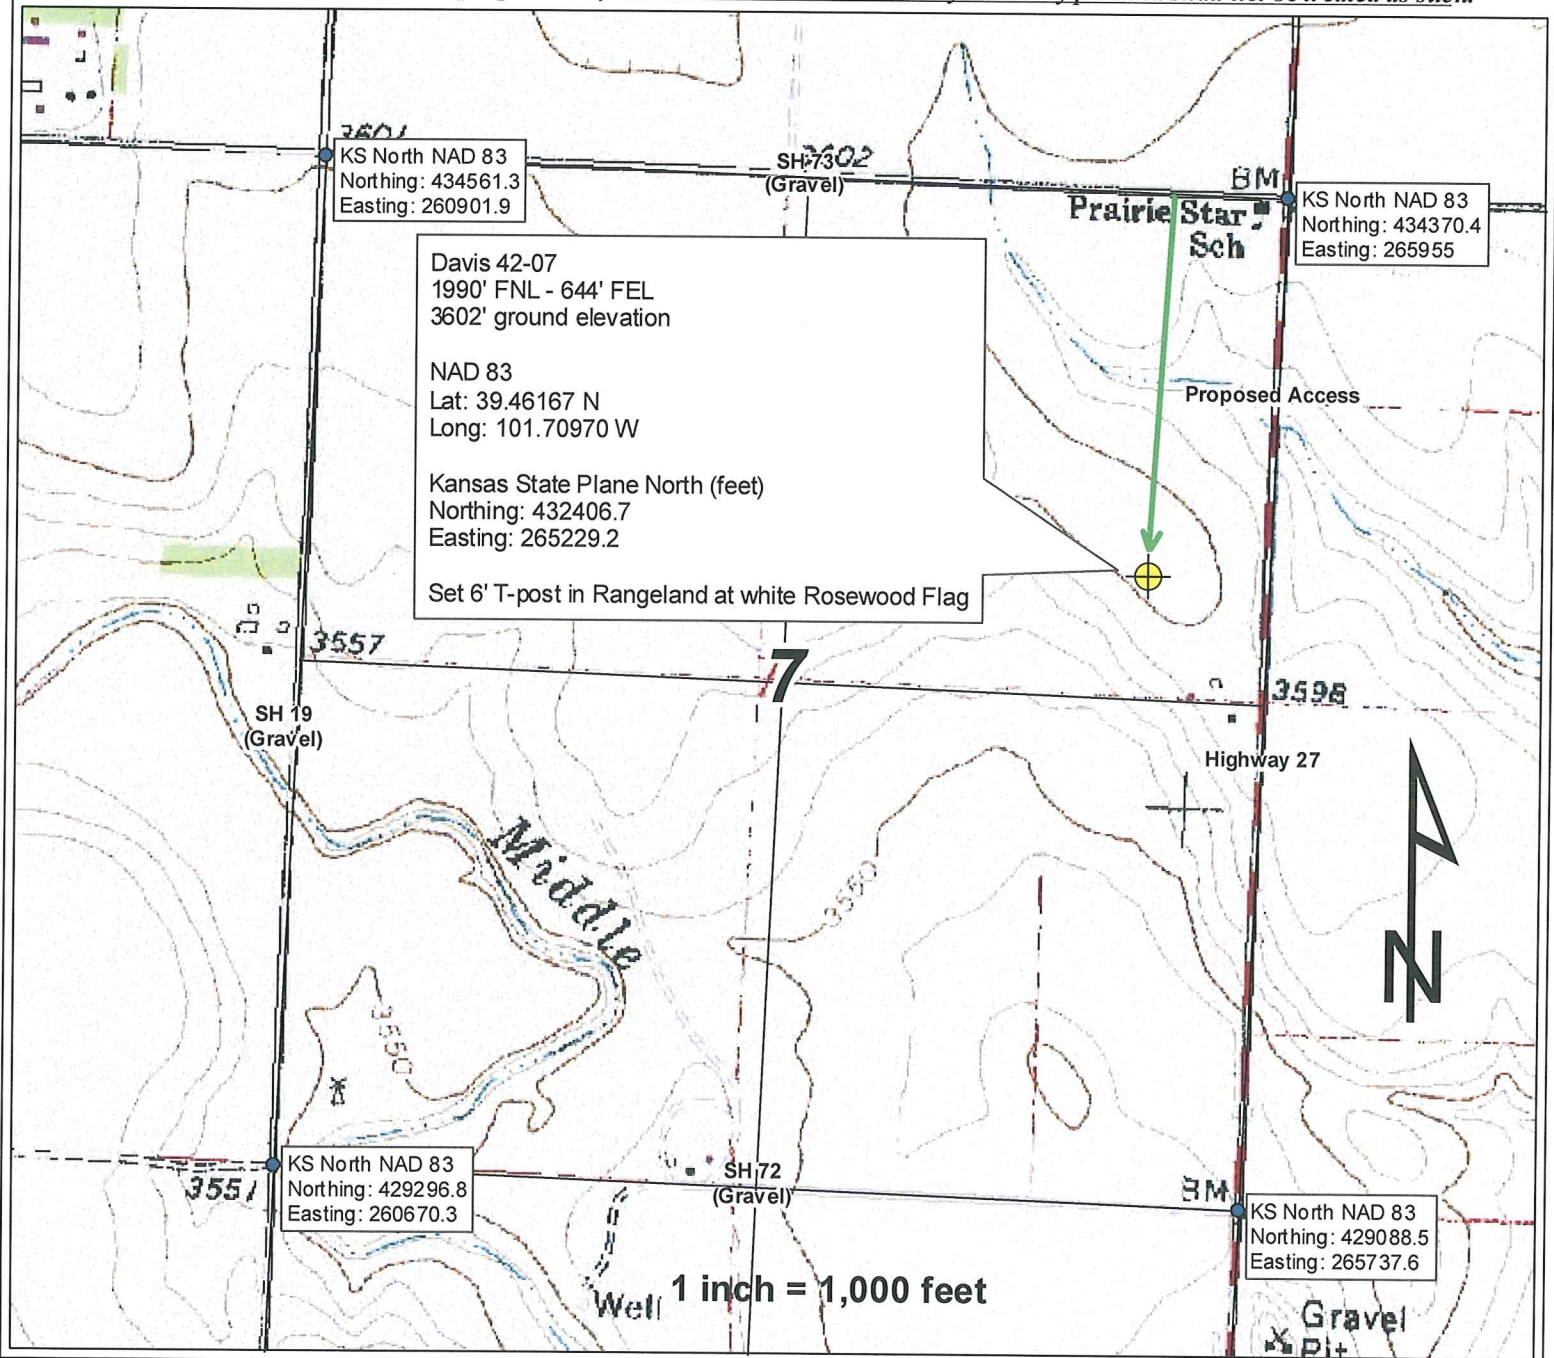 3601
KS North NAD 83
Northing: 434561.3
Easting: 260901.9
3602
SH 73
(Gravel)
BM
Prairie Star
Sch
KS North NAD 83
Northing: 434370.4
Easting: 265955
Davis 42-07
1990' FNL - 644' FEL
3602' ground elevation
NAD 83
Lat: 39.46167 N
Long: 101.70970 W
Kansas State Plane North (feet)
Northing: 432406.7
Easting: 265229.2
Set 6' T-post in Rangeland at white Rosewood Flag
Proposed Access
3557
7
3598
SH 19
(Gravel)
Highway 27
Middle
3550
N
3550
KS North NAD 83
Northing: 429296.8
Easting: 260670.3
3551
SH 72
(Gravel)
BM
KS North NAD 83
Northing: 429088.5
Easting: 265737.6
Well
1 inch = 1,000 feet
Gravel
Pit